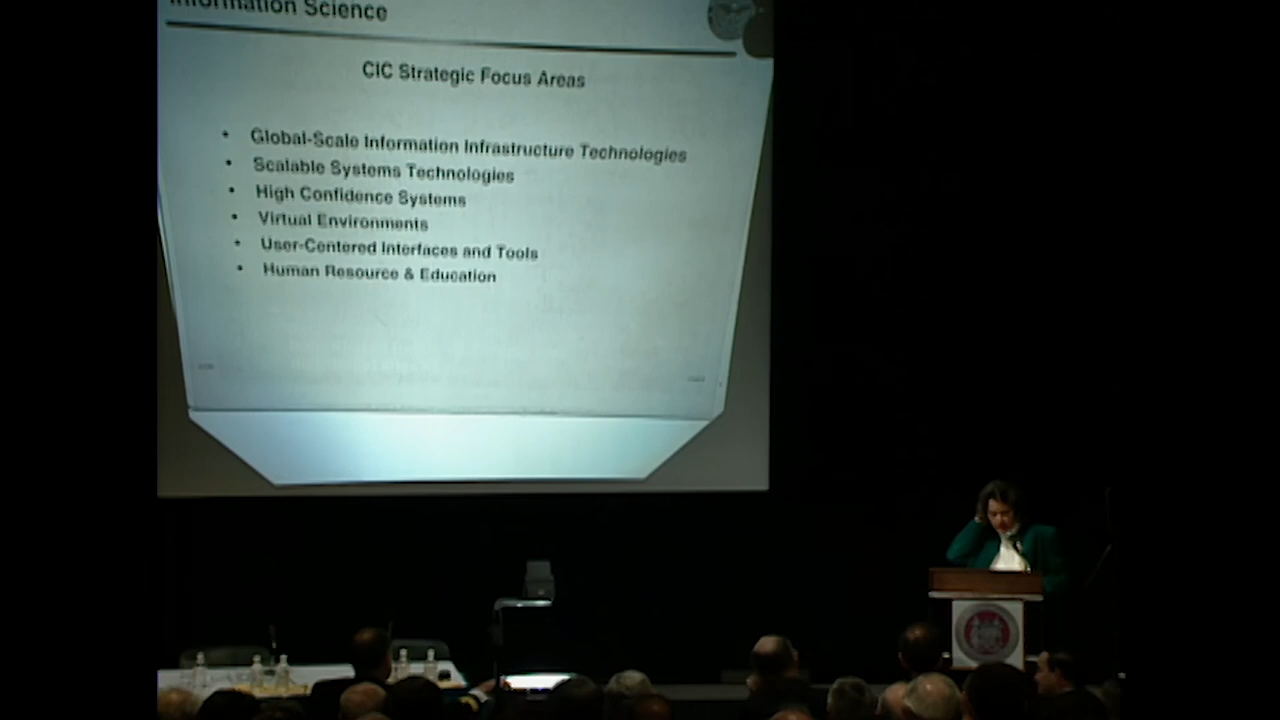 Information Science
CIC Strategic Focus Areas
• Global-Scale Information Infrastructure Technologies
• Scalable Systems Technologies
• High Confidence Systems
• Virtual Environments
• User-Centered Interfaces and Tools
• Human Resource & Education